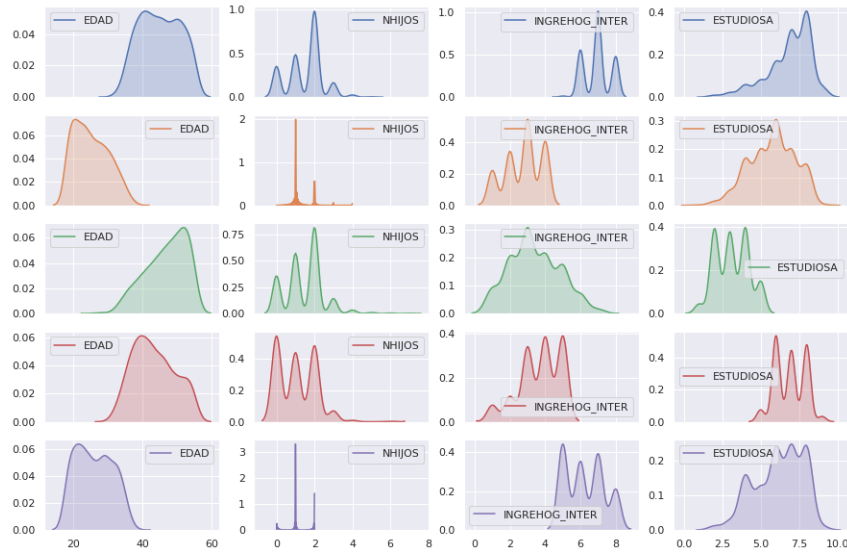 EDAD
0.04
0.02
0.00
NHIJOS
1.0
0.5
0.0
INGREHOG_INTER
1.0
0.5
0.0
ESTUDIOSA
0.4
0.2
0.0
EDAD
0.06
0.04
0.02
0.00
NHIJOS
2
1
0
INGREHOG_INTER
0.4
0.2
0.0
ESTUDIOSA
0.3
0.2
0.1
0.0
EDAD
0.06
0.04
0.02
0.00
NHIJOS
0.75
0.50
0.25
0.00
INGREHOG_INTER
0.3
0.2
0.1
0.0
ESTUDIOSA
0.4
0.2
0.0
EDAD
0.06
0.04
0.02
0.00
NHIJOS
0.4
0.2
0.0
INGREHOG_INTER
0.4
0.2
0.0
ESTUDIOSA
0.4
0.2
0.0
EDAD
0.06
0.04
0.02
0.00
20 40 60
NHIJOS
3
2
1
0
0 2 4 6 8
INGREHOG_INTER
0.4
0.2
0.0
0 2 4 6 8
ESTUDIOSA
0.2
0.1
0.0
0.0 2.5 5.0 7.5 10.0